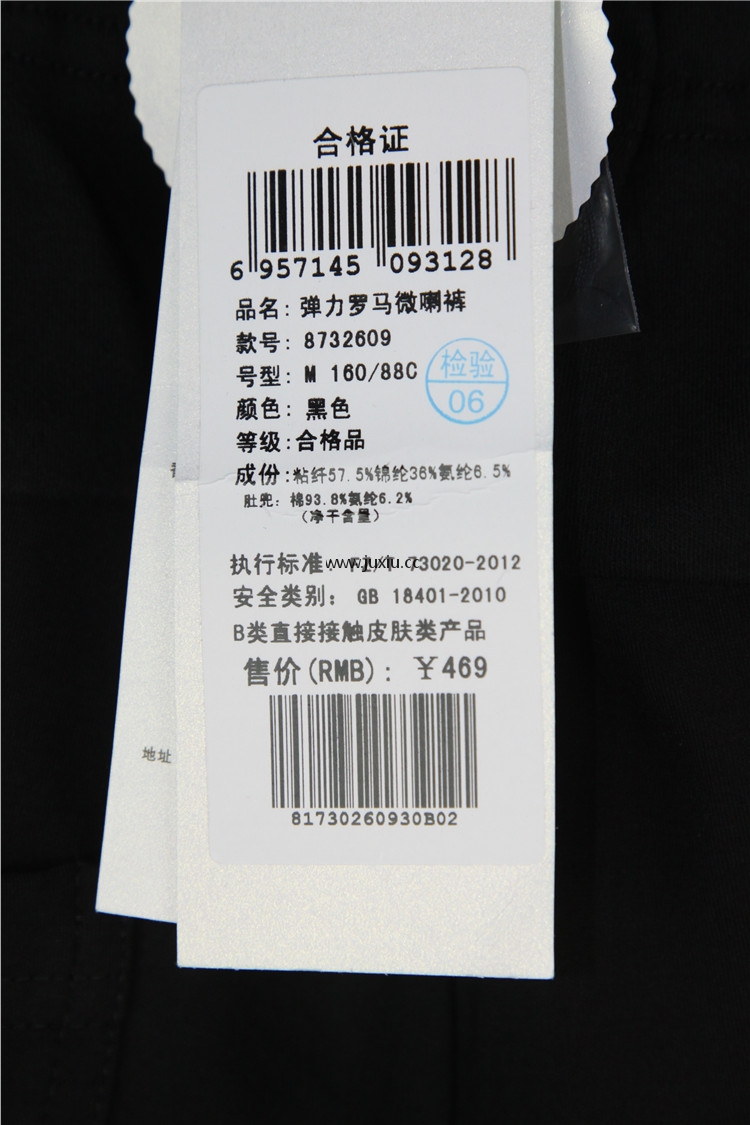 合格证
6 957145 093128
品名: 弹力罗马微喇裤
款号: 8732609
号型: M 160/88C
检验
06
颜色: 黑色
等级:合格品
成份:粘纤57.5%锦纶36%氨纶6.5%
肚兜: 棉93.8%氨纶6.2%
(净干含量)
执行标准: 73020-2012
www.juxiu.cc
安全类别: GB 18401-2010
B类直接接触皮肤类产品
售价(RMB): ¥469
81730260930B02
地址